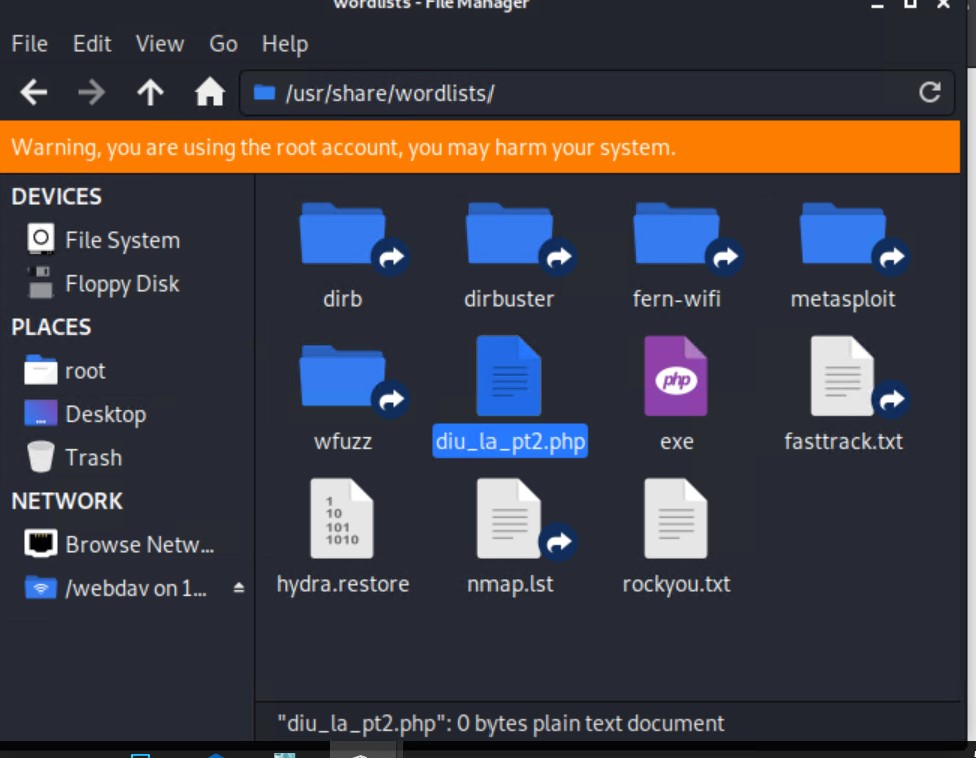 wordlists - File Manager
File Edit View Go Help
/usr/share/wordlists/
Warning, you are using the root account, you may harm your system.
DEVICES
File System
Floppy Disk
PLACES
root
Desktop
Trash
NETWORK
Browse Netw...
/webdav on 1...
dirb dirbuster fern-wifi metasploit
php
wfuzz diu_la_pt2.php exe fasttrack.txt
1
10
101
1010
hydra.restore nmap.lst rockyou.txt
"diu_la_pt2.php": 0 bytes plain text document